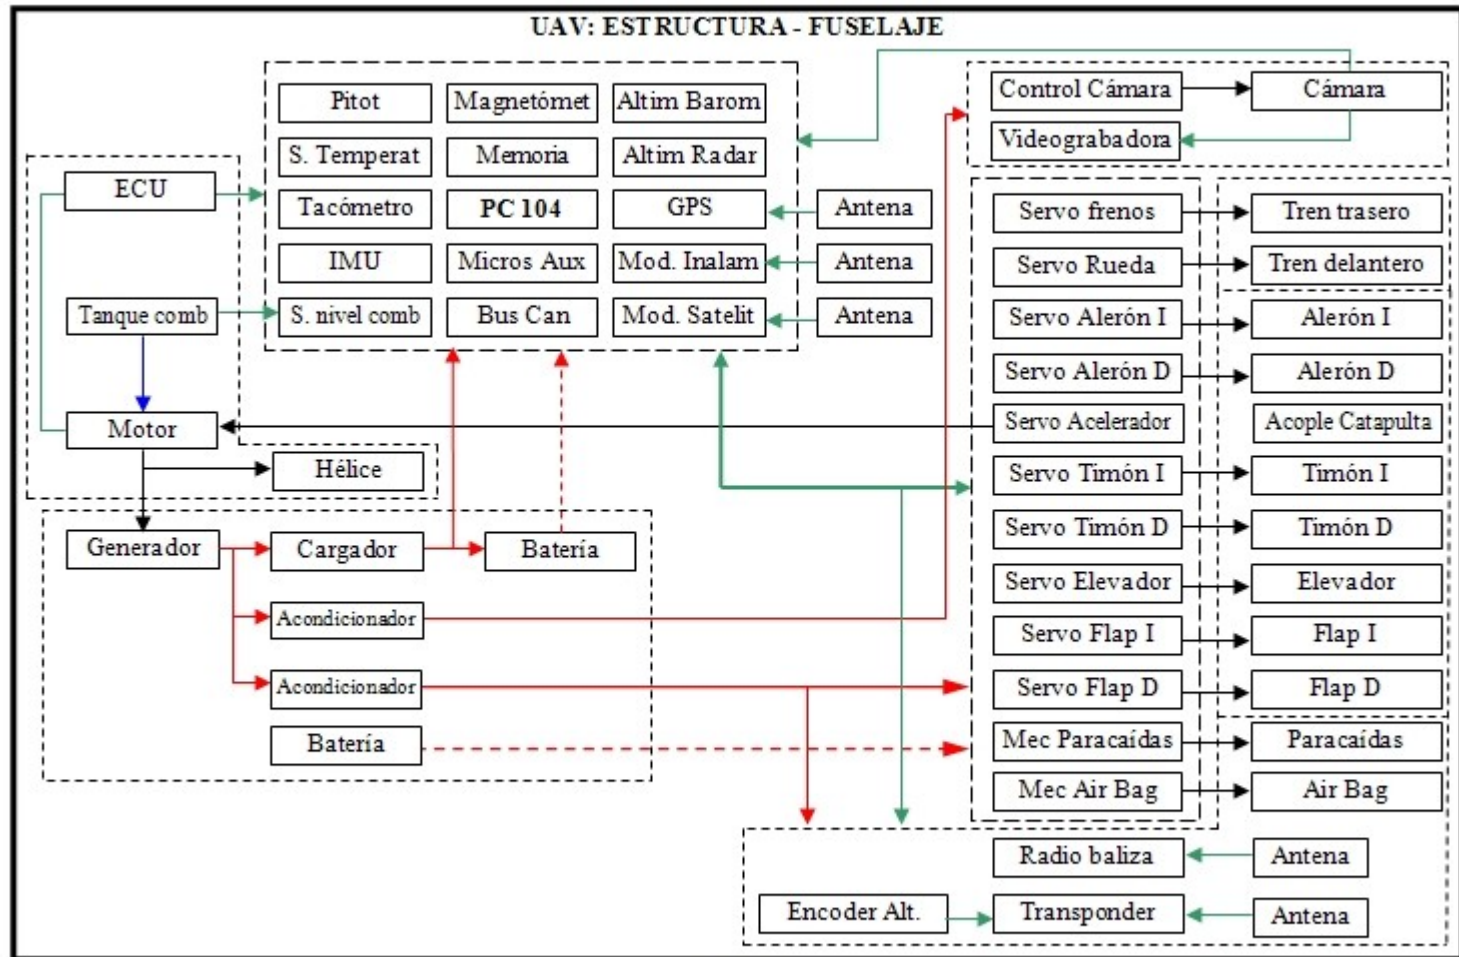 UAV: ESTRUCTURA - FUSELAJE
Pitot
Magnetómet
Altim Barom
Control Cámara
Cámara
S. Temperat
Memoria
Altim Radar
Videograbadora
ECU
Tacómetro
PC 104
GPS
Antena
Servo frenos
Tren trasero
IMU
Micros Aux
Mod. Inalam
Antena
Servo Rueda
Tren delantero
Tanque comb
S. nivel comb
Bus Can
Mod. Satelit
Antena
Servo Alerón I
Alerón I
Servo Alerón D
Alerón D
Motor
Servo Acelerador
Acople Catapulta
Hélice
Servo Timón I
Timón I
Generador
Cargador
Batería
Servo Timón D
Timón D
Servo Elevador
Elevador
Acondicionador
Servo Flap I
Flap I
Acondicionador
Servo Flap D
Flap D
Batería
Mec Paracaídas
Paracaídas
Mec Air Bag
Air Bag
Radio baliza
Antena
Encoder Alt.
Transponder
Antena